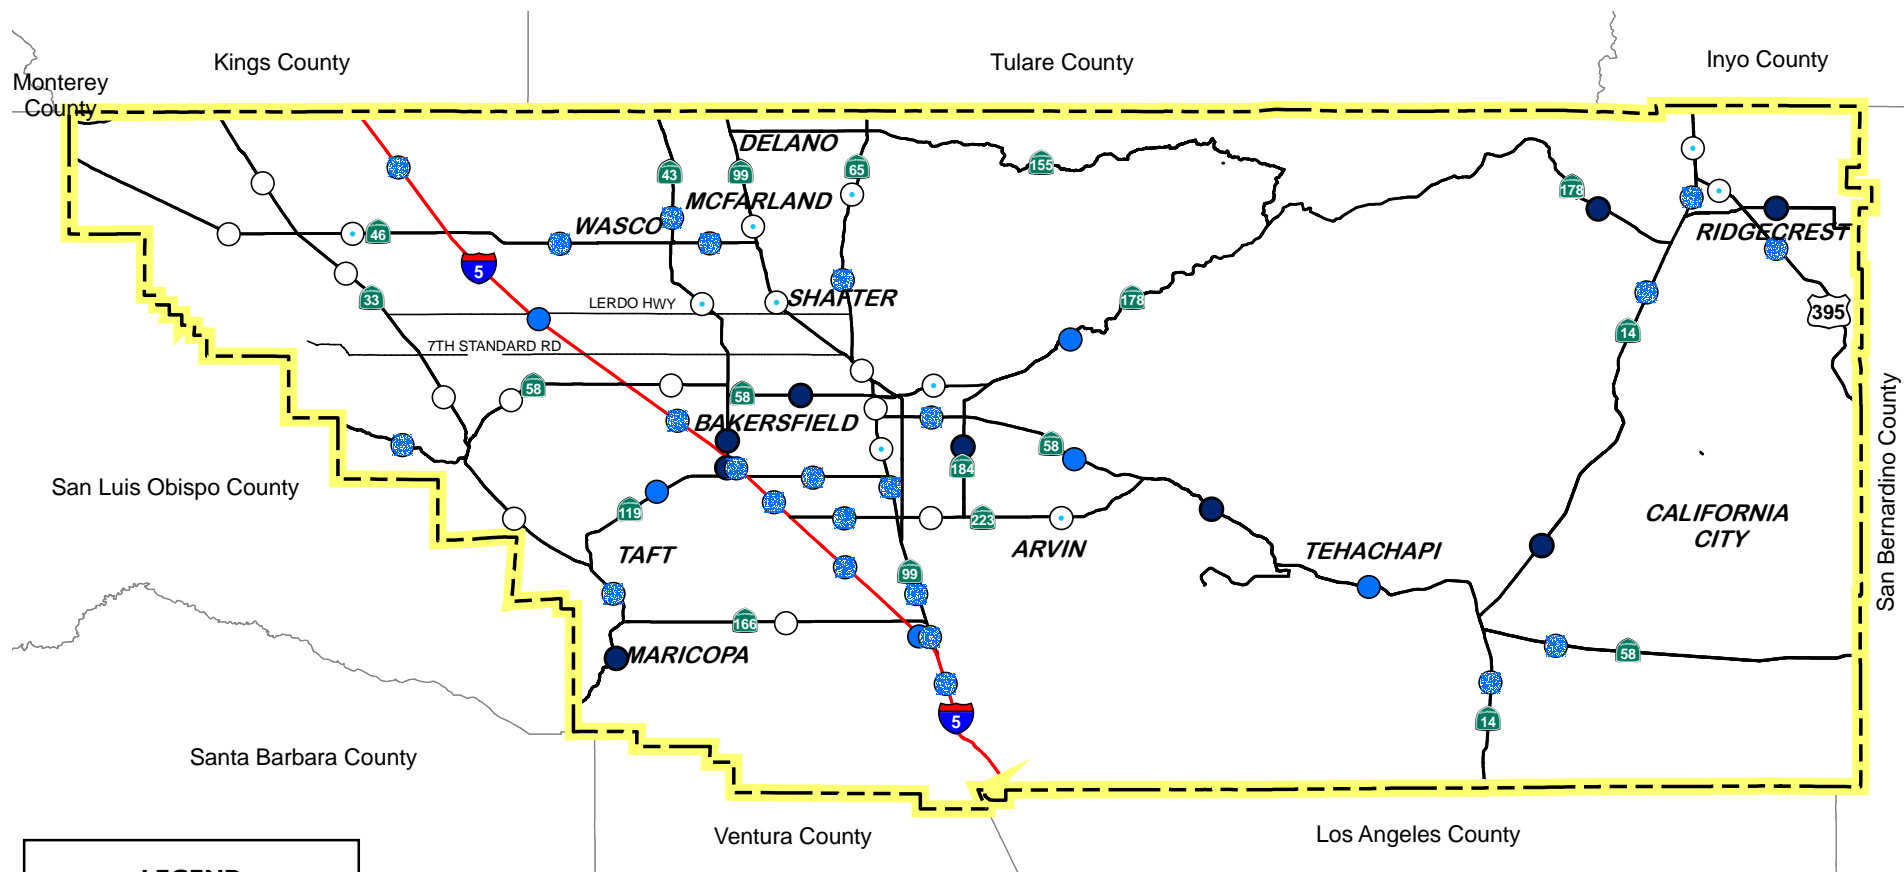 Kings County
Tulare County
Inyo County
Monterey
County
DELANO
43
99
65
155
178
MCFARLAND
WASCO
46
RIDGECREST
5
33
LERDO HWY
SHAFTER
178
395
14
7TH STANDARD RD
58
58
BAKERSFIELD
58
184
San Luis Obispo County
San Bernardino County
119
223
CALIFORNIA
CITY
TAFT
ARVIN
TEHACHAPI
99
166
MARICOPA
58
5
14
Santa Barbara County
Ventura County
Los Angeles County
LEGEND